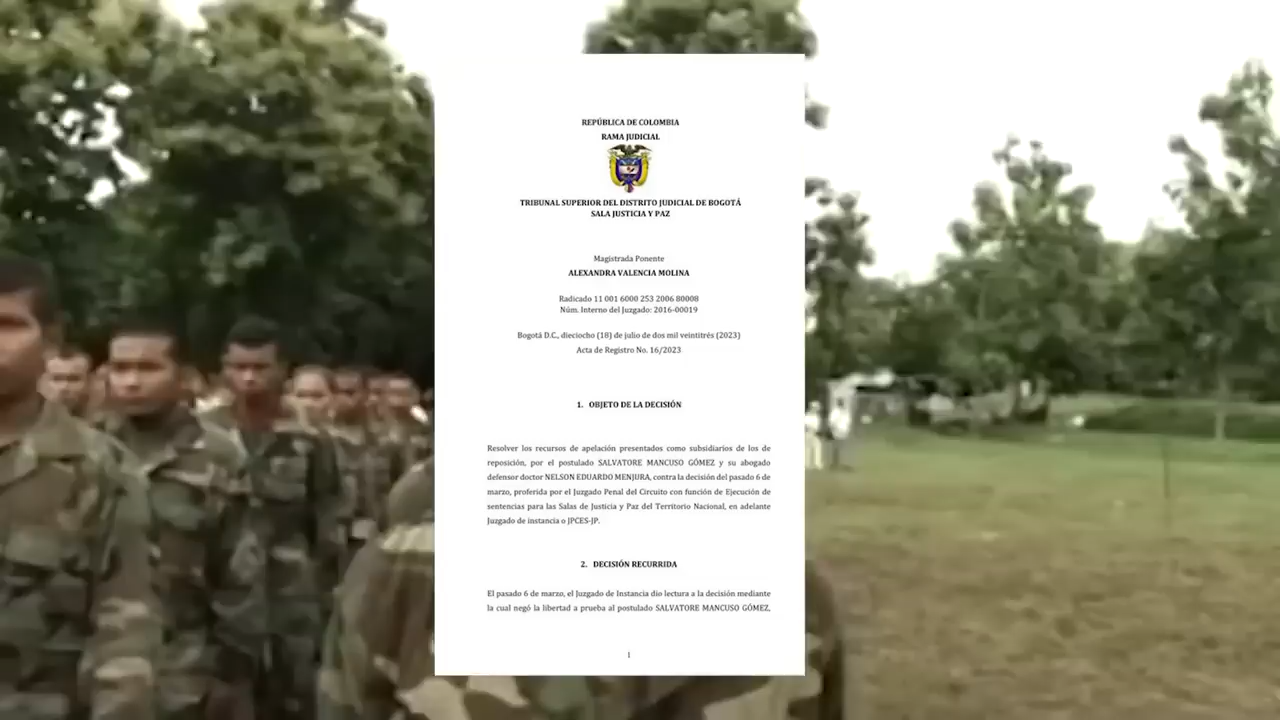 REPÚBLICA DE COLOMBIA
RAMA JUDICIAL
TRIBUNAL SUPERIOR DEL DISTRITO JUDICIAL DE BOGOTÁ
SALA JUSTICIA Y PAZ
Magistrada Ponente
ALEXANDRA VALENCIA MOLINA
Radicado 11 001 6000 253 2006 80008
Núm. Interno del Juzgado: 2016-00019
Bogotá D.C., dieciocho (18) de julio de dos mil veintitrés (2023)
Acta de Registro No. 16/2023
1. OBJETO DE LA DECISIÓN
Resolver los recursos de apelación presentados como subsidiarios de los de
reposición, por el postulado SALVATORE MANCUSO GÓMEZ y su abogado
defensor doctor NELSON EDUARDO MENJURA, contra la decisión del pasado 6 de
marzo, proferida por el Juzgado Penal del Circuito con función de Ejecución de
sentencias para las Salas de Justicia y Paz del Territorio Nacional, en adelante
Juzgado de instancia o JPCES-JP.
2. DECISIÓN RECURRIDA
El pasado 6 de marzo, el Juzgado de Instancia dio lectura a la decisión mediante
la cual negó la libertad a prueba al postulado SALVATORE MANCUSO GÓMEZ,
1